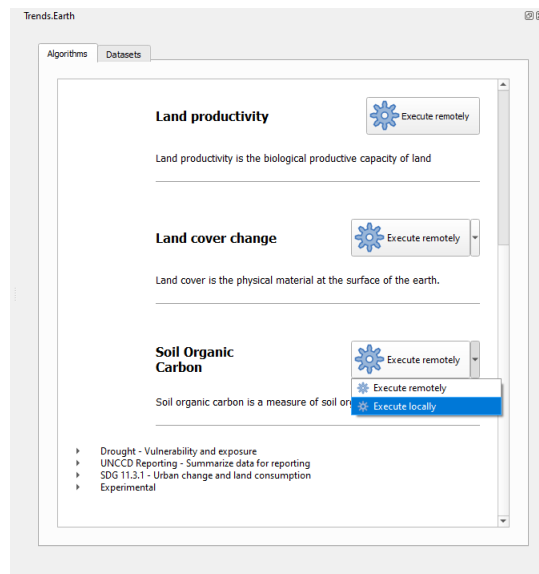 Trends.Earth
Algorithms
Datasets
Land productivity
Execute remotely
Land productivity is the biological productive capacity of land
Land cover change
Execute remotely
Land cover is the physical material at the surface of the earth.
Soil Organic
Carbon
Execute remotely
Execute remotely
Execute locally
Soil organic carbon is a measure of soil
Drought - Vulnerability and exposure
UNCCD Reporting - Summarize data for reporting
SDG 11.3.1 - Urban change and land consumption
Experimental